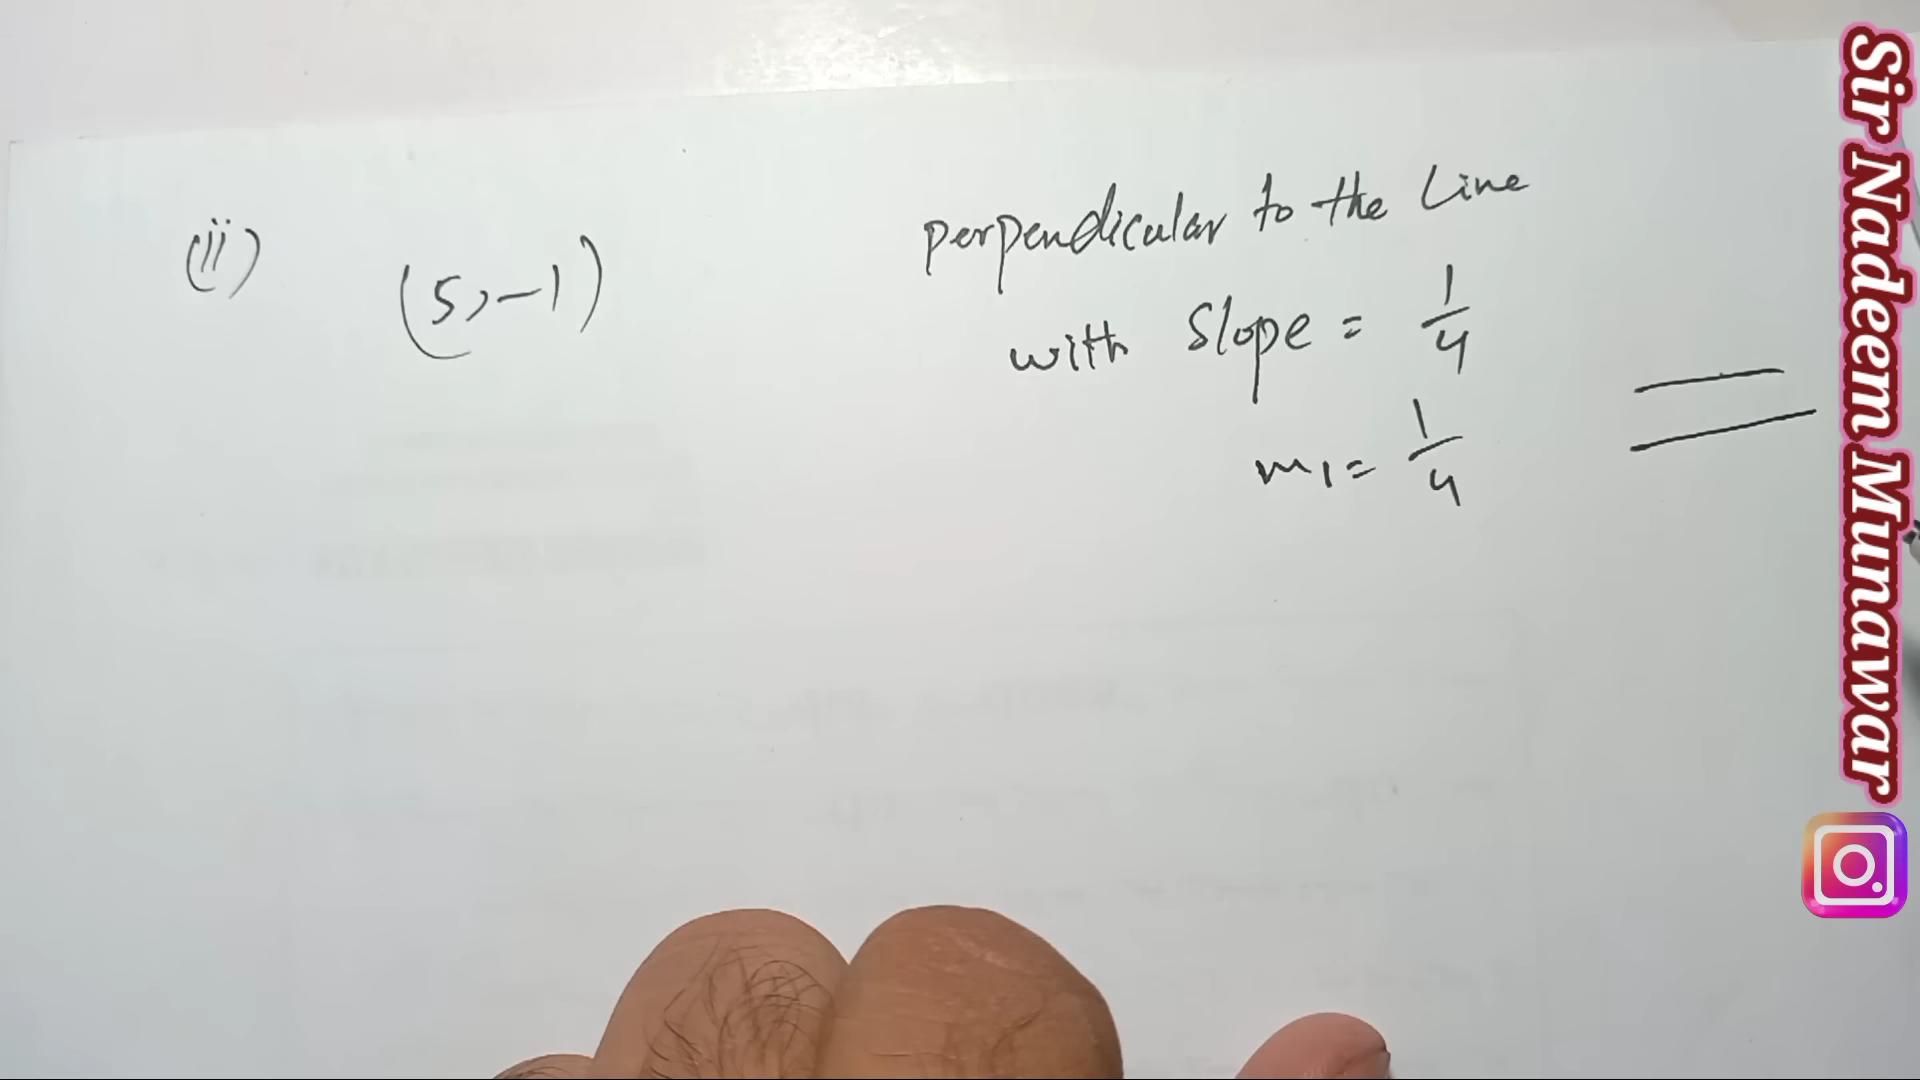 (ii) (5, -1)
perpendicular to the Line
with Slope = 1/4
m1 = 1/4
Sir Nadeem Munawar